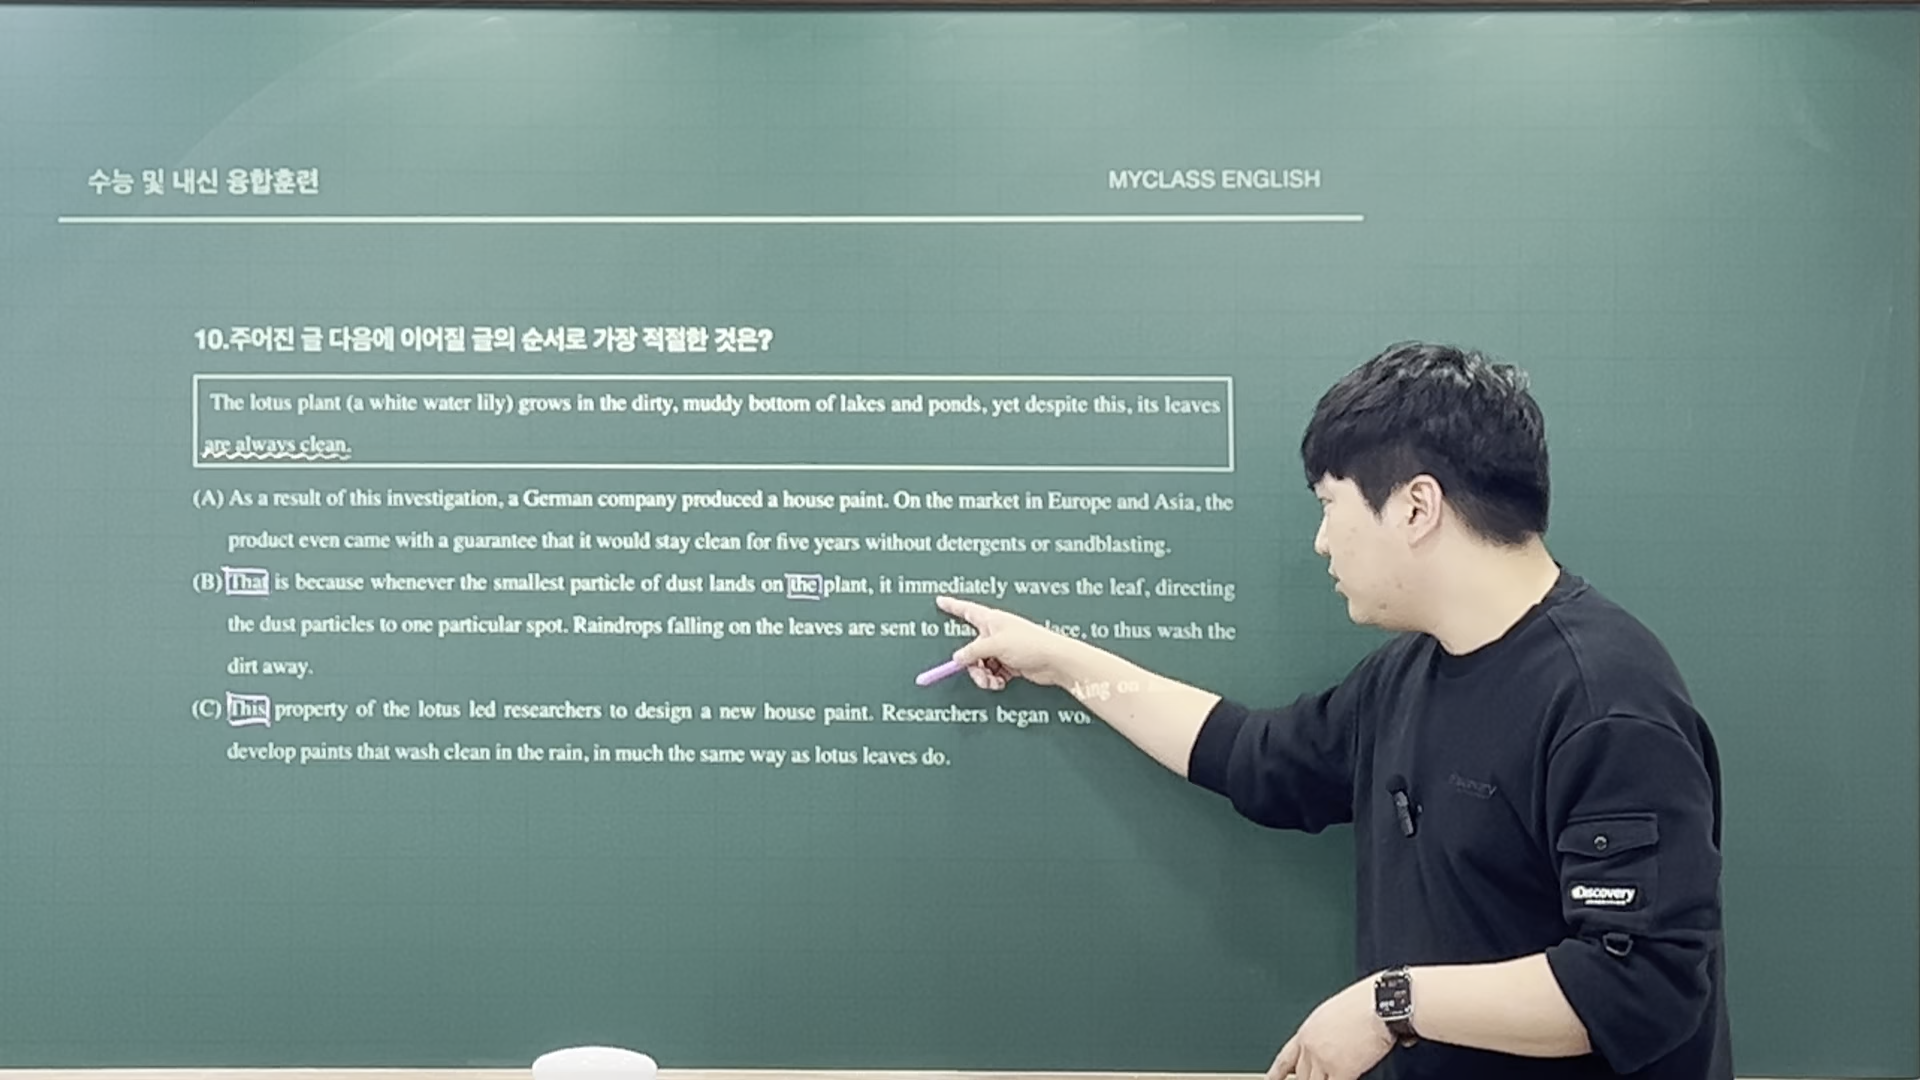 수능 및 내신 융합훈련
MYCLASS ENGLISH
10.주어진 글 다음에 이어질 글의 순서로 가장 적절한 것은?
The lotus plant (a white water lily) grows in the dirty, muddy bottom of lakes and ponds, yet despite this, its leaves
are always clean.
(A) As a result of this investigation, a German company produced a house paint. On the market in Europe and Asia, the
product even came with a guarantee that it would stay clean for five years without detergents or sandblasting.
(B) That is because whenever the smallest particle of dust lands on the plant, it immediately waves the leaf, directing
the dust particles to one particular spot. Raindrops falling on the leaves are sent to to thus wash the
dirt away.
(C) This property of the lotus led researchers to design a new house paint. Researchers began on
develop paints that wash clean in the rain, in much the same way as lotus leaves do.
Discovery